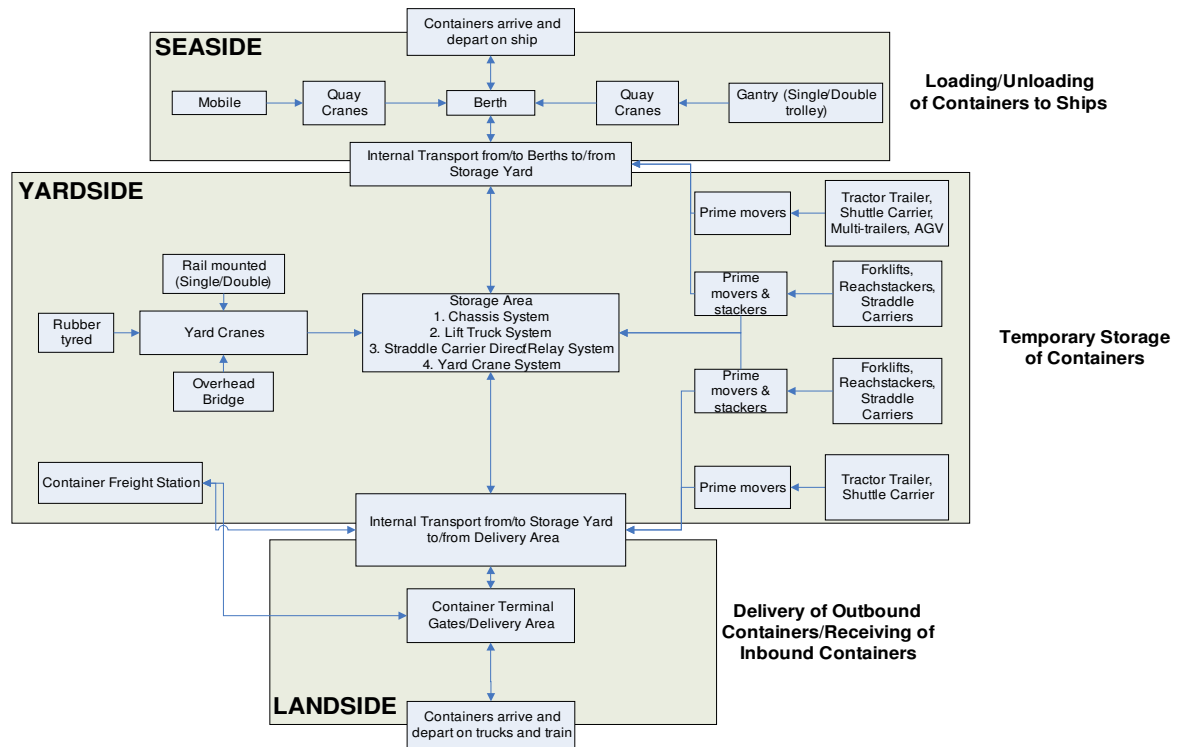 Containers arrive and
depart on ship
SEASIDE
Mobile
Quay
Cranes
Berth
Quay
Cranes
Gantry (Single/Double
trolley)
Loading/Unloading
of Containers to Ships
Internal Transport from/to Berths to/from
Storage Yard
YARDSIDE
Prime movers
Tractor Trailer,
Shuttle Carrier,
Multi-trailers, AGV
Rail mounted
(Single/Double)
Prime
movers &
stackers
Forklifts,
Reachstackers,
Straddle
Carriers
Rubber
tyred
Yard Cranes
Storage Area
1. Chassis System
2. Lift Truck System
3. Straddle Carrier Direct/Relay System
4. Yard Crane System
Temporary Storage
of Containers
Overhead
Bridge
Prime
movers &
stackers
Forklifts,
Reachstackers,
Straddle
Carriers
Container Freight Station
Prime movers
Tractor Trailer,
Shuttle Carrier
Internal Transport from/to Storage Yard
to/from Delivery Area
Container Terminal
Gates/Delivery Area
Delivery of Outbound
Containers/Receiving of
Inbound Containers
LANDSIDE
Containers arrive and
depart on trucks and train